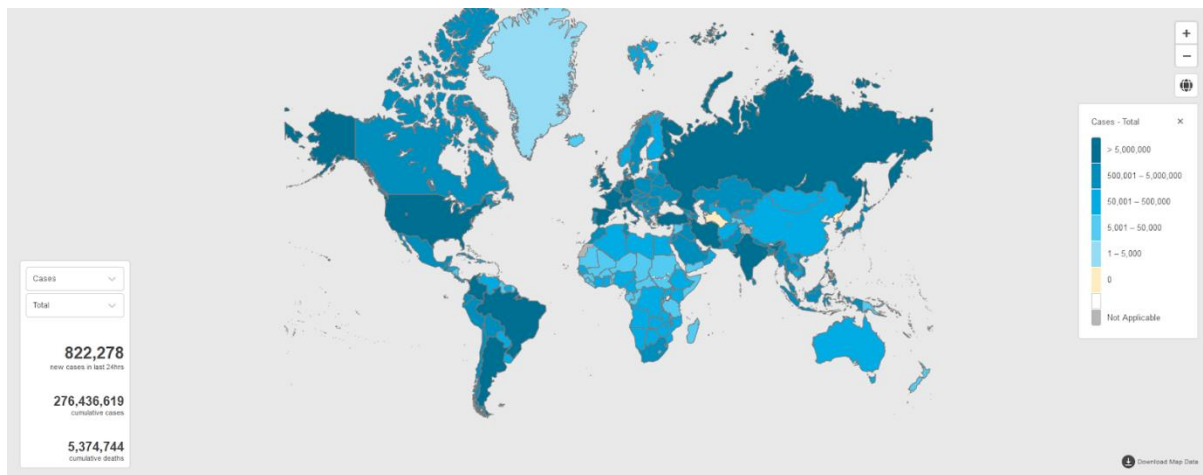 +
−
Cases - Total ×
> 5,000,000
500,001 – 5,000,000
50,001 – 500,000
5,001 – 50,000
1 – 5,000
0
Not Applicable
Cases
Total
822,278
new cases in last 24hrs
276,436,619
cumulative cases
5,374,744
cumulative deaths
Download Map Data